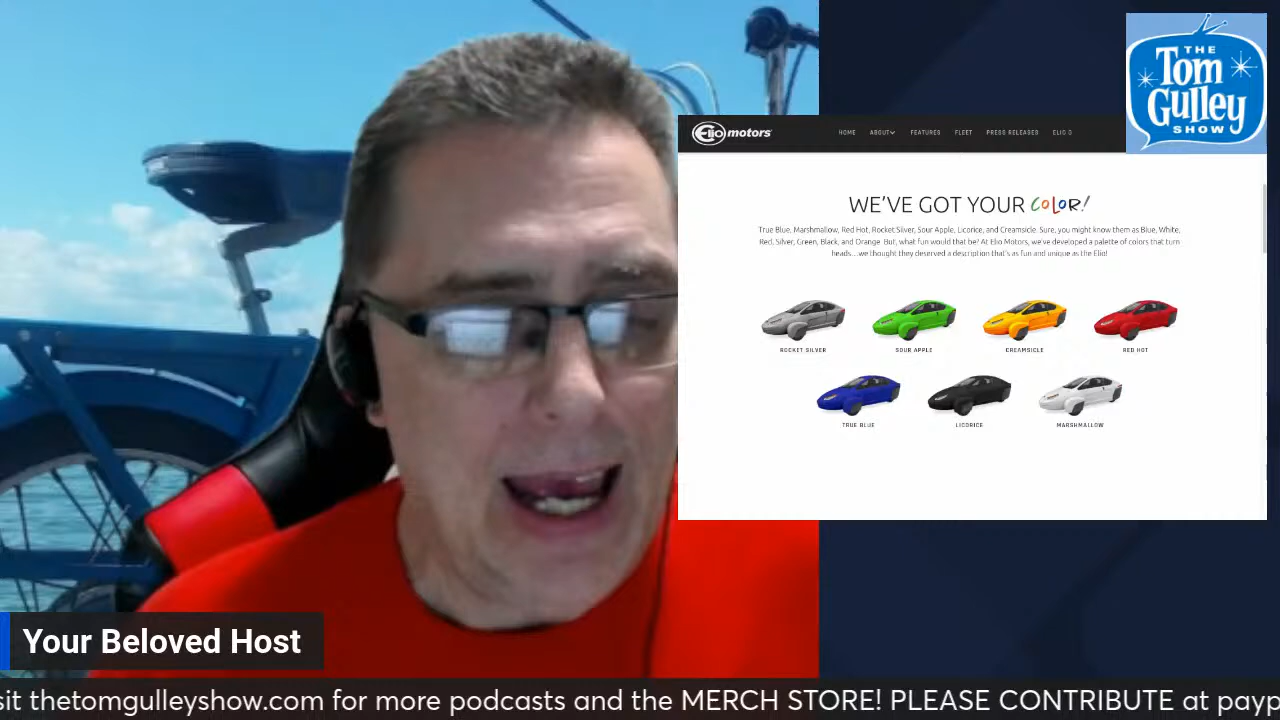 THE
Tom
Gulley
SHOW
Elio motors
HOME ABOUT FEATURES FLEET PRESS RELEASES ELIO
WE'VE GOT YOUR COLOR!
True Blue, Marshmallow, Red Hot, Rocket Silver, Sour Apple, Licorice, and Creamsicle. Sure, you might know them as Blue, White,
Red, Silver, Green, Black, and Orange. But, what fun would that be? At Elio Motors, we've developed a palette of colors that turn
heads...we thought they deserved a description that's as fun and unique as the Elio!
ROCKET SILVER SOUR APPLE CREAMSICLE RED HOT
TRUE BLUE LICORICE MARSHMALLOW
Your Beloved Host
sit thetomgulleyshow.com for more podcasts and the MERCH STORE! PLEASE CONTRIBUTE at payp